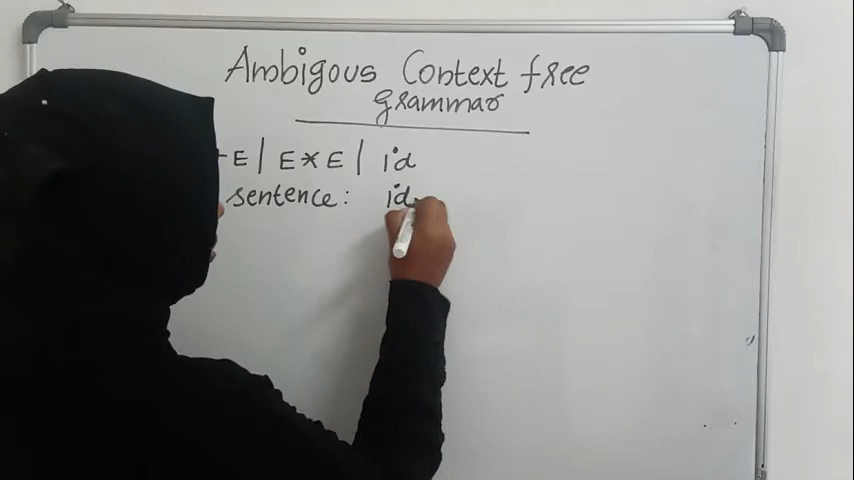 Ambigous Context free
grammar
E | E * E | id
sentence: id